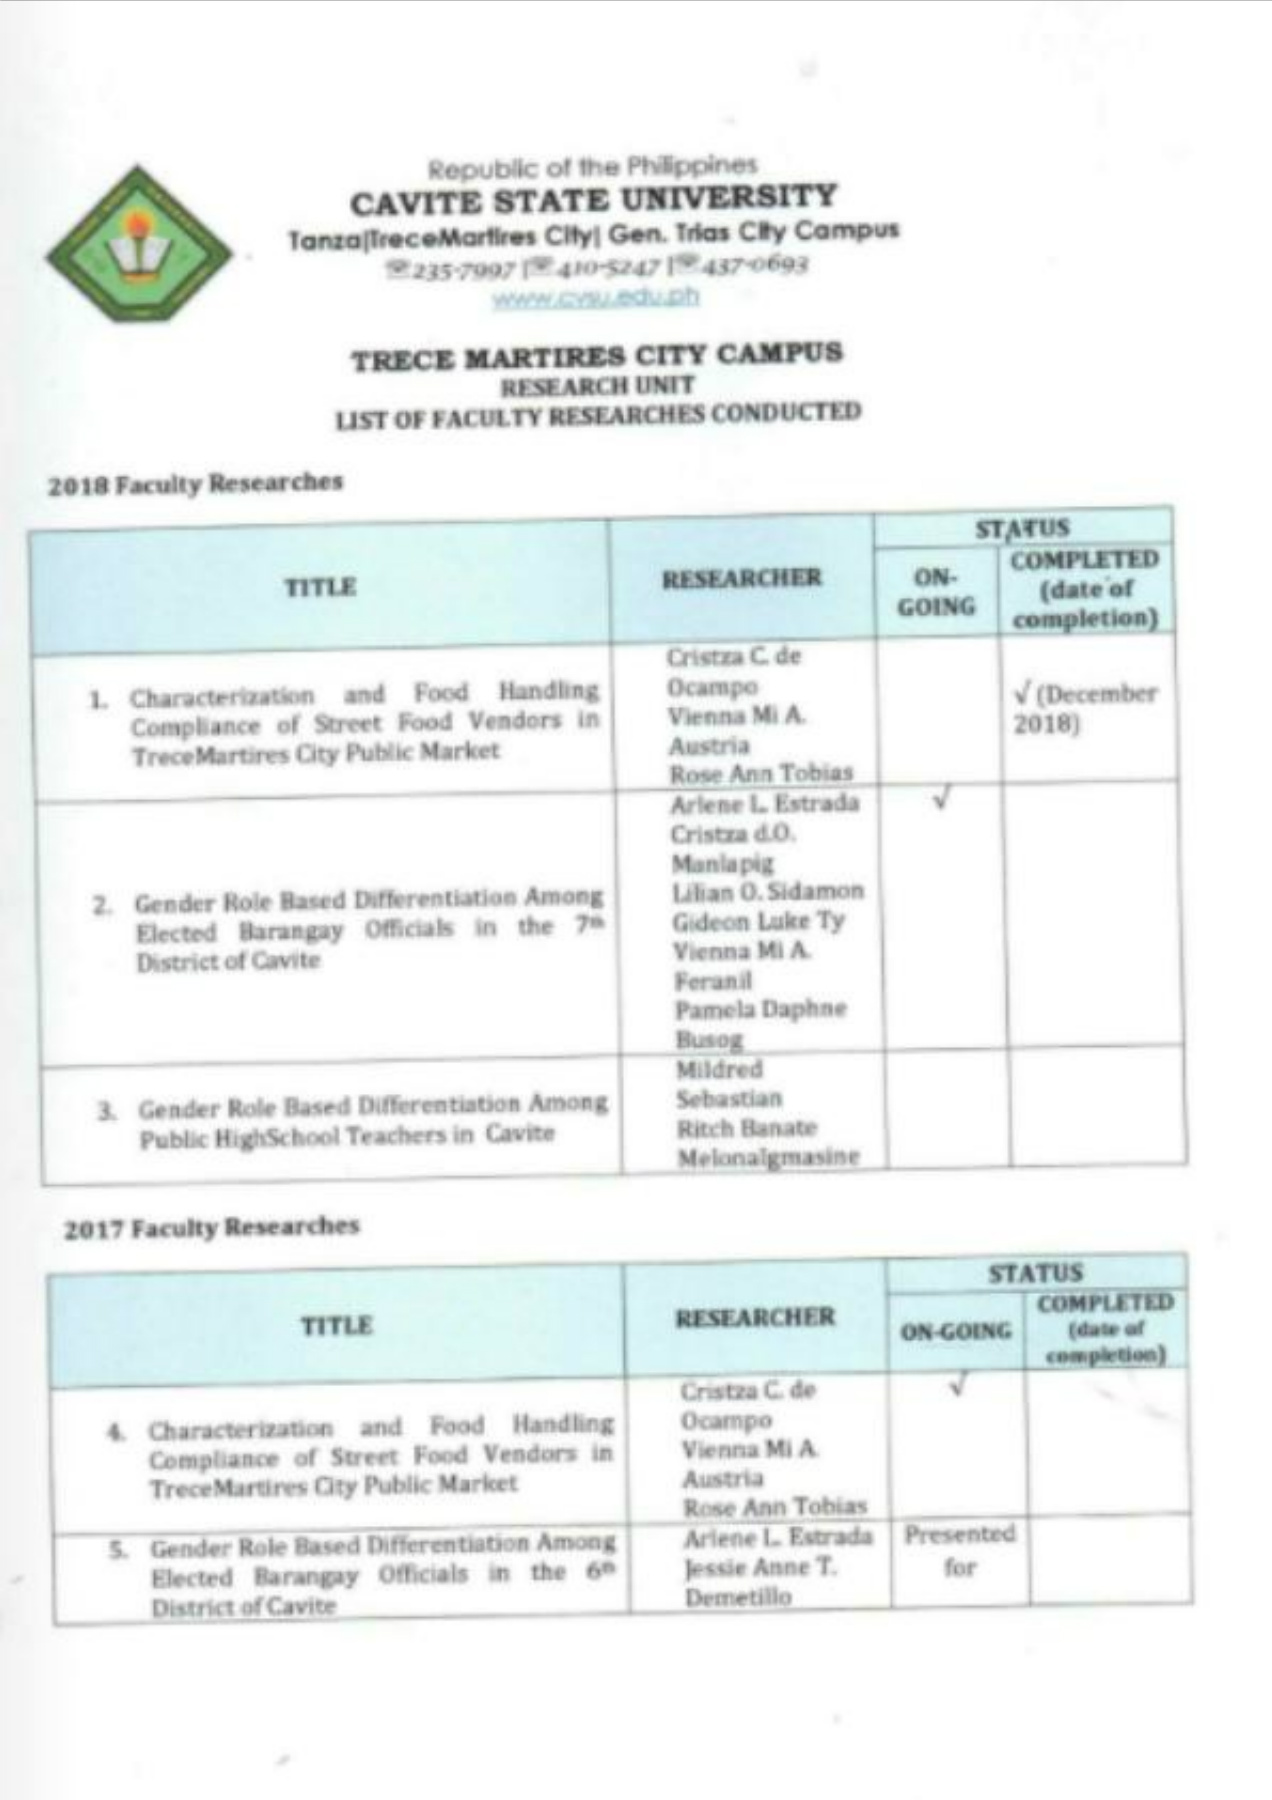 Republic of the Philippines
CAVITE STATE UNIVERSITY
Tanza|TreceMartires City| Gen. Trias City Campus
☏235-7997 |☏410-5247 |☏437-0693
www.cvsu.edu.ph
TRECE MARTIRES CITY CAMPUS
RESEARCH UNIT
LIST OF FACULTY RESEARCHES CONDUCTED
2018 Faculty Researches
TITLE
RESEARCHER
STATUS
ON-
GOING
COMPLETED
(date of
completion)
1. Characterization and Food Handling
Compliance of Street Food Vendors in
TreceMartires City Public Market
Cristza C. de
Ocampo
Vienna Mi A.
Austria
Rose Ann Tobias
√ (December
2018)
2. Gender Role Based Differentiation Among
Elected Barangay Officials in the 7th
District of Cavite
Arlene L. Estrada
Cristza d.O.
Manlapig
Lilian O. Sidamon
Gideon Luke Ty
Vienna Mi A.
Feranil
Pamela Daphne
Busog
√
3. Gender Role Based Differentiation Among
Public HighSchool Teachers in Cavite
Mildred
Sebastian
Ritch Banate
MelonaIgmasine
2017 Faculty Researches
TITLE
RESEARCHER
STATUS
ON-GOING
COMPLETED
(date of
completion)
4. Characterization and Food Handling
Compliance of Street Food Vendors in
TreceMartires City Public Market
Cristza C. de
Ocampo
Vienna Mi A.
Austria
Rose Ann Tobias
√
5. Gender Role Based Differentiation Among
Elected Barangay Officials in the 6th
District of Cavite
Arlene L. Estrada
Jessie Anne T.
Demetillo
Presented
for